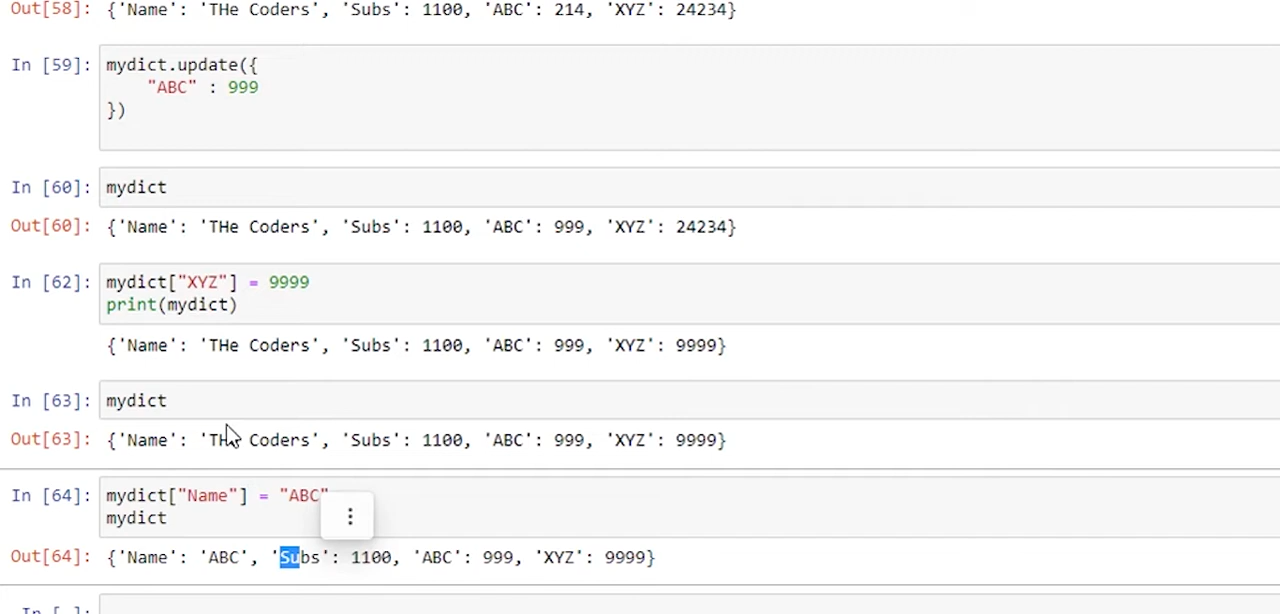 Out[58]: {'Name': 'THe Coders', 'Subs': 1100, 'ABC': 214, 'XYZ': 24234}
In [59]: mydict.update({
"ABC" : 999
})
In [60]: mydict
Out[60]: {'Name': 'THe Coders', 'Subs': 1100, 'ABC': 999, 'XYZ': 24234}
In [62]: mydict["XYZ"] = 9999
print(mydict)
{'Name': 'THe Coders', 'Subs': 1100, 'ABC': 999, 'XYZ': 9999}
In [63]: mydict
Out[63]: {'Name': 'THe Coders', 'Subs': 1100, 'ABC': 999, 'XYZ': 9999}
In [64]: mydict["Name"] = "ABC"
mydict
Out[64]: {'Name': 'ABC', 'Subs': 1100, 'ABC': 999, 'XYZ': 9999}
In [ ]: